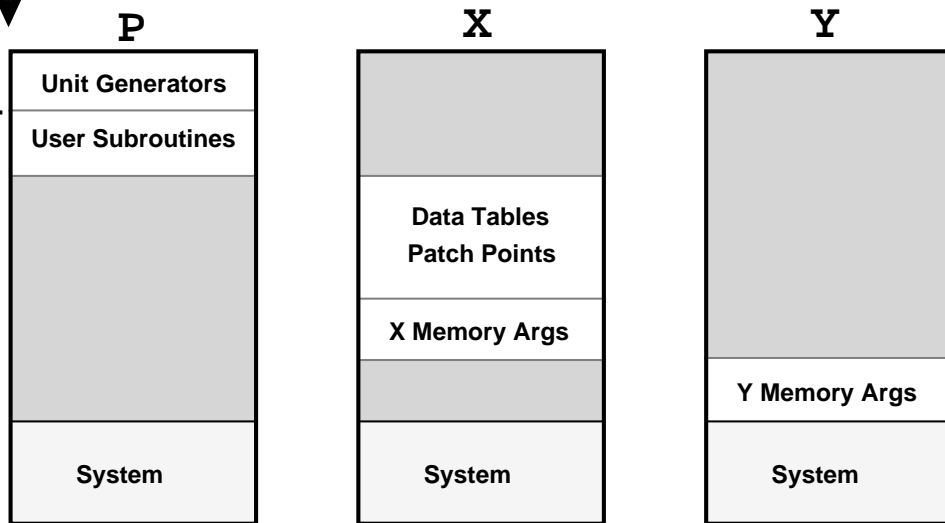 P
Unit Generators
User Subroutines
System
X
Data Tables
Patch Points
X Memory Args
System
Y
Y Memory Args
System